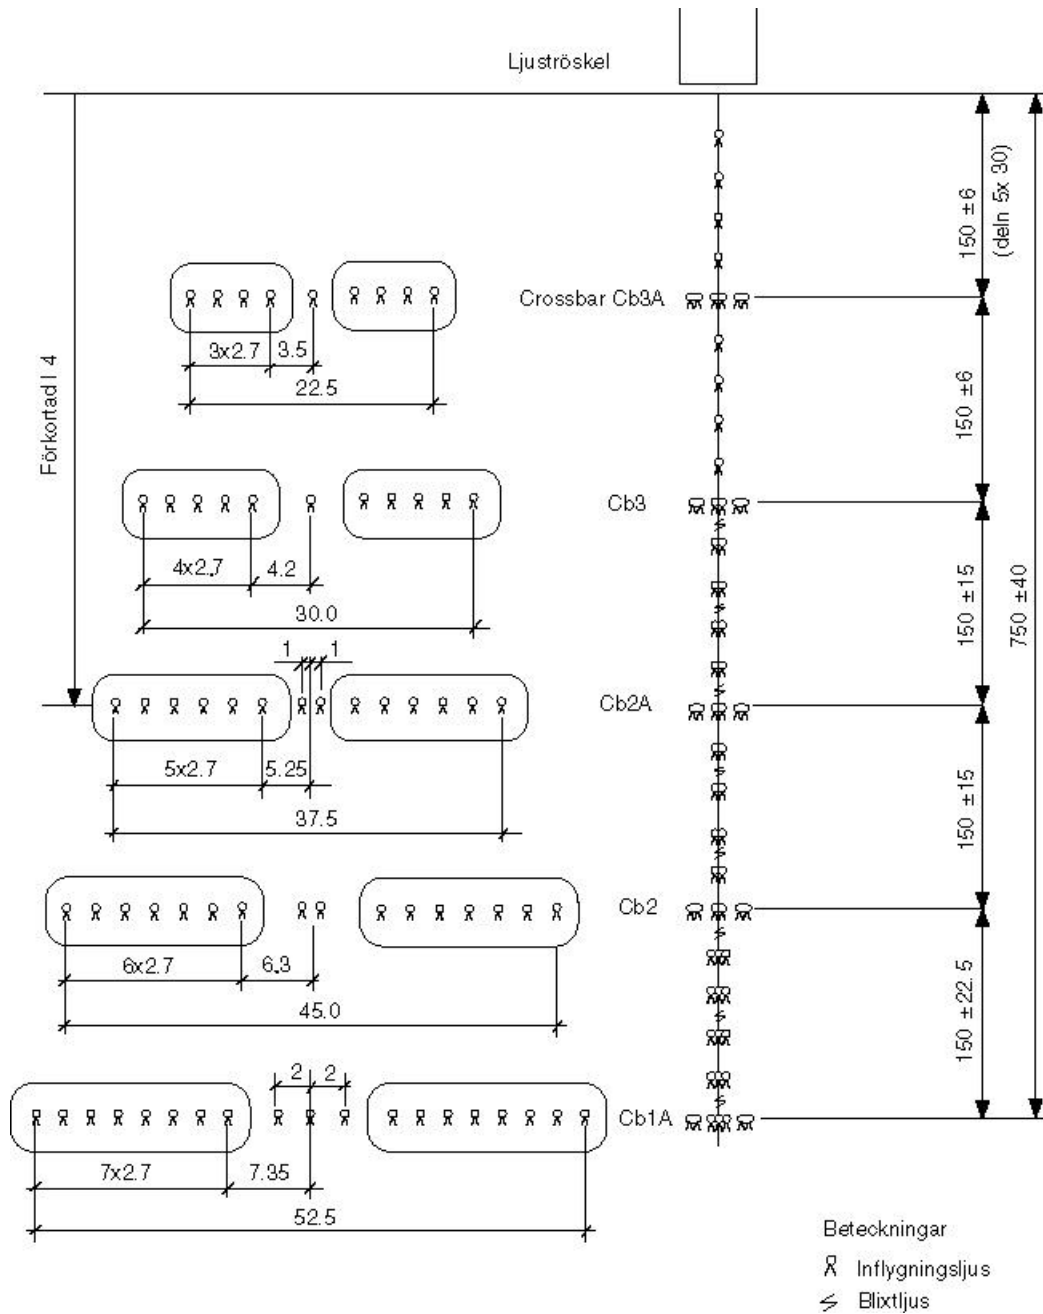 Ljuströskel
150 ±6
(deln 5x 30)
Crossbar Cb3A
3x2.7
3.5
22.5
Förkortad I 4
150 ±6
Cb3
4x2.7
4.2
30.0
150 ±15
750 ±40
1
1
Cb2A
5x2.7
5.25
37.5
150 ±15
Cb2
6x2.7
6.3
45.0
150 ±22.5
2
2
Cb1A
7x2.7
7.35
52.5
Beteckningar
Inflygningsljus
Blixtljus